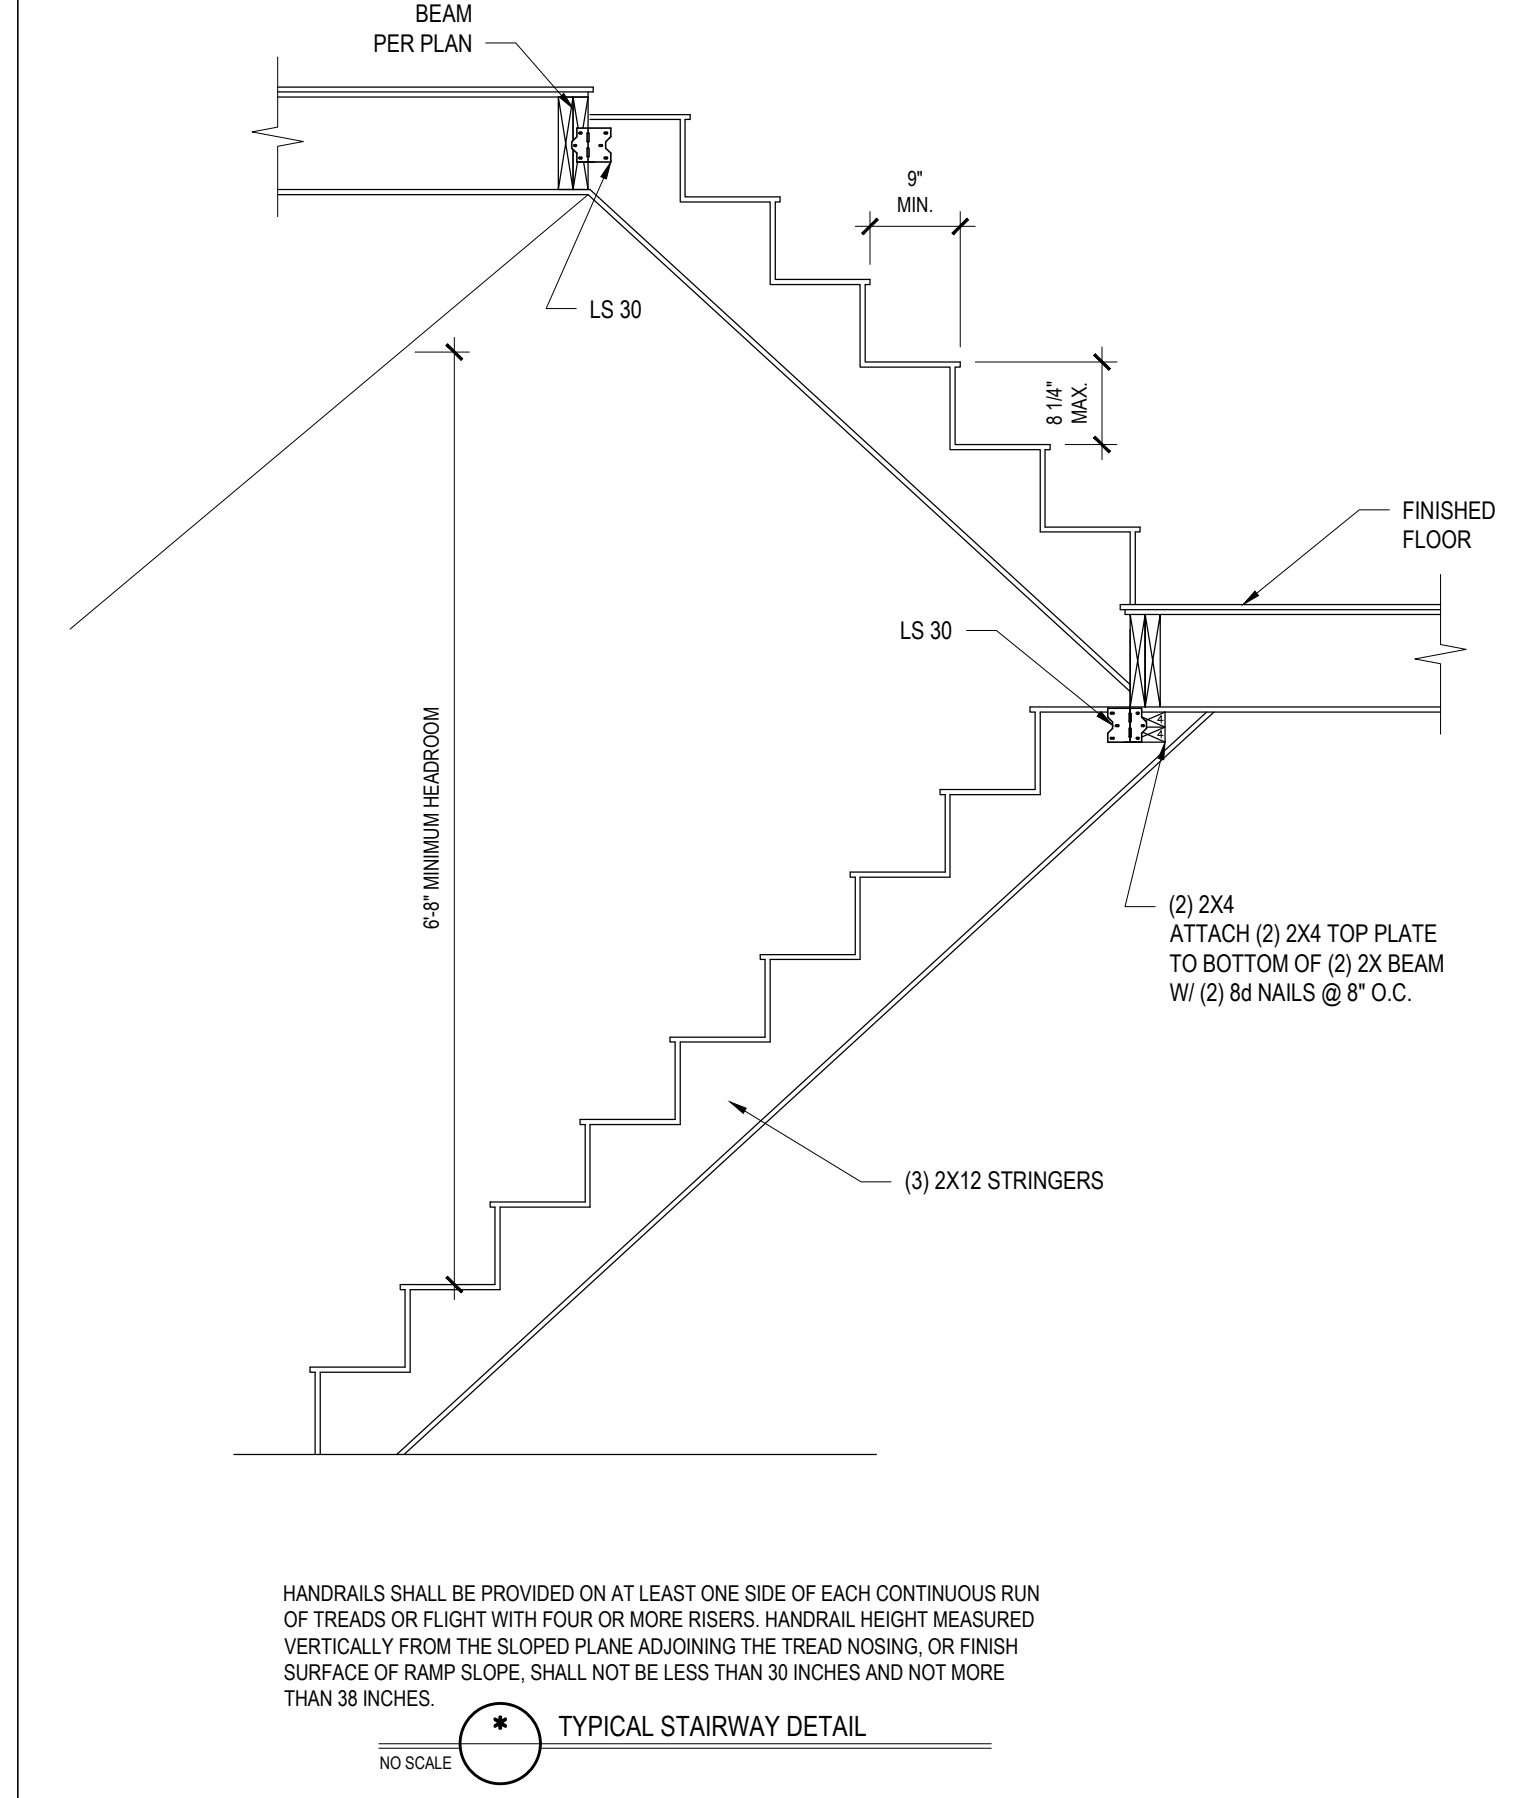 BEAM
PER PLAN
9"
MIN.
LS 30
8 1/4"
MAX.
FINISHED
FLOOR
LS 30
6'-8" MINIMUM HEADROOM
4
4
(2) 2X4
ATTACH (2) 2X4 TOP PLATE
TO BOTTOM OF (2) 2X BEAM
W/ (2) 8d NAILS @ 8" O.C.
(3) 2X12 STRINGERS
HANDRAILS SHALL BE PROVIDED ON AT LEAST ONE SIDE OF EACH CONTINUOUS RUN
OF TREADS OR FLIGHT WITH FOUR OR MORE RISERS. HANDRAIL HEIGHT MEASURED
VERTICALLY FROM THE SLOPED PLANE ADJOINING THE TREAD NOSING, OR FINISH
SURFACE OF RAMP SLOPE, SHALL NOT BE LESS THAN 30 INCHES AND NOT MORE
THAN 38 INCHES.
* TYPICAL STAIRWAY DETAIL
NO SCALE